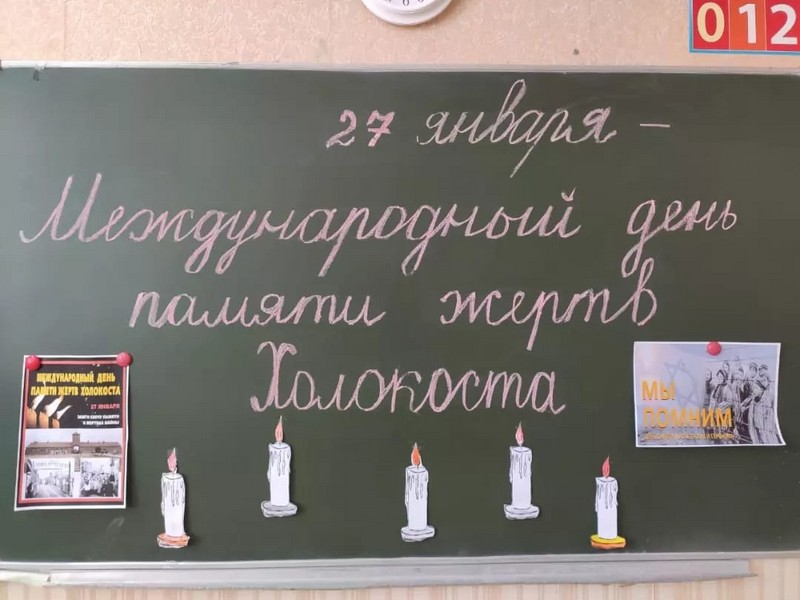 012
27 января -
Международный день
памяти жертв
Холокоста
МЕЖДУНАРОДНЫЙ ДЕНЬ
ПАМЯТИ ЖЕРТВ ХОЛОКОСТА
27 ЯНВАРЯ
МЫ
ПОМНИМ